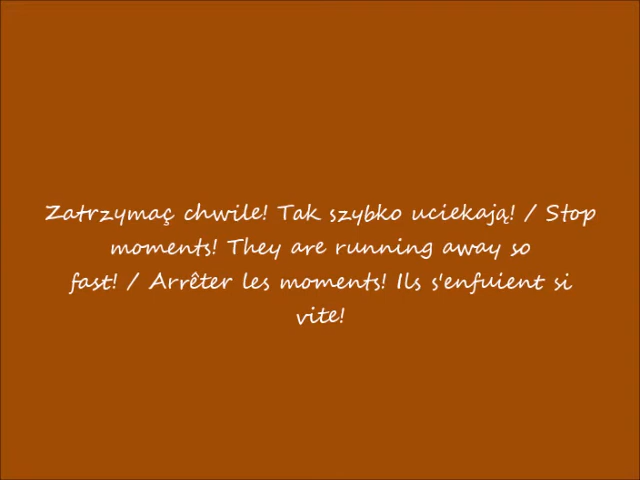 Zatrzymaç chwile! Tak szybko uciekają! / Stop
moments! They are running away so
fast! / Arrêter les moments! Ils s'enfuient si
vite!